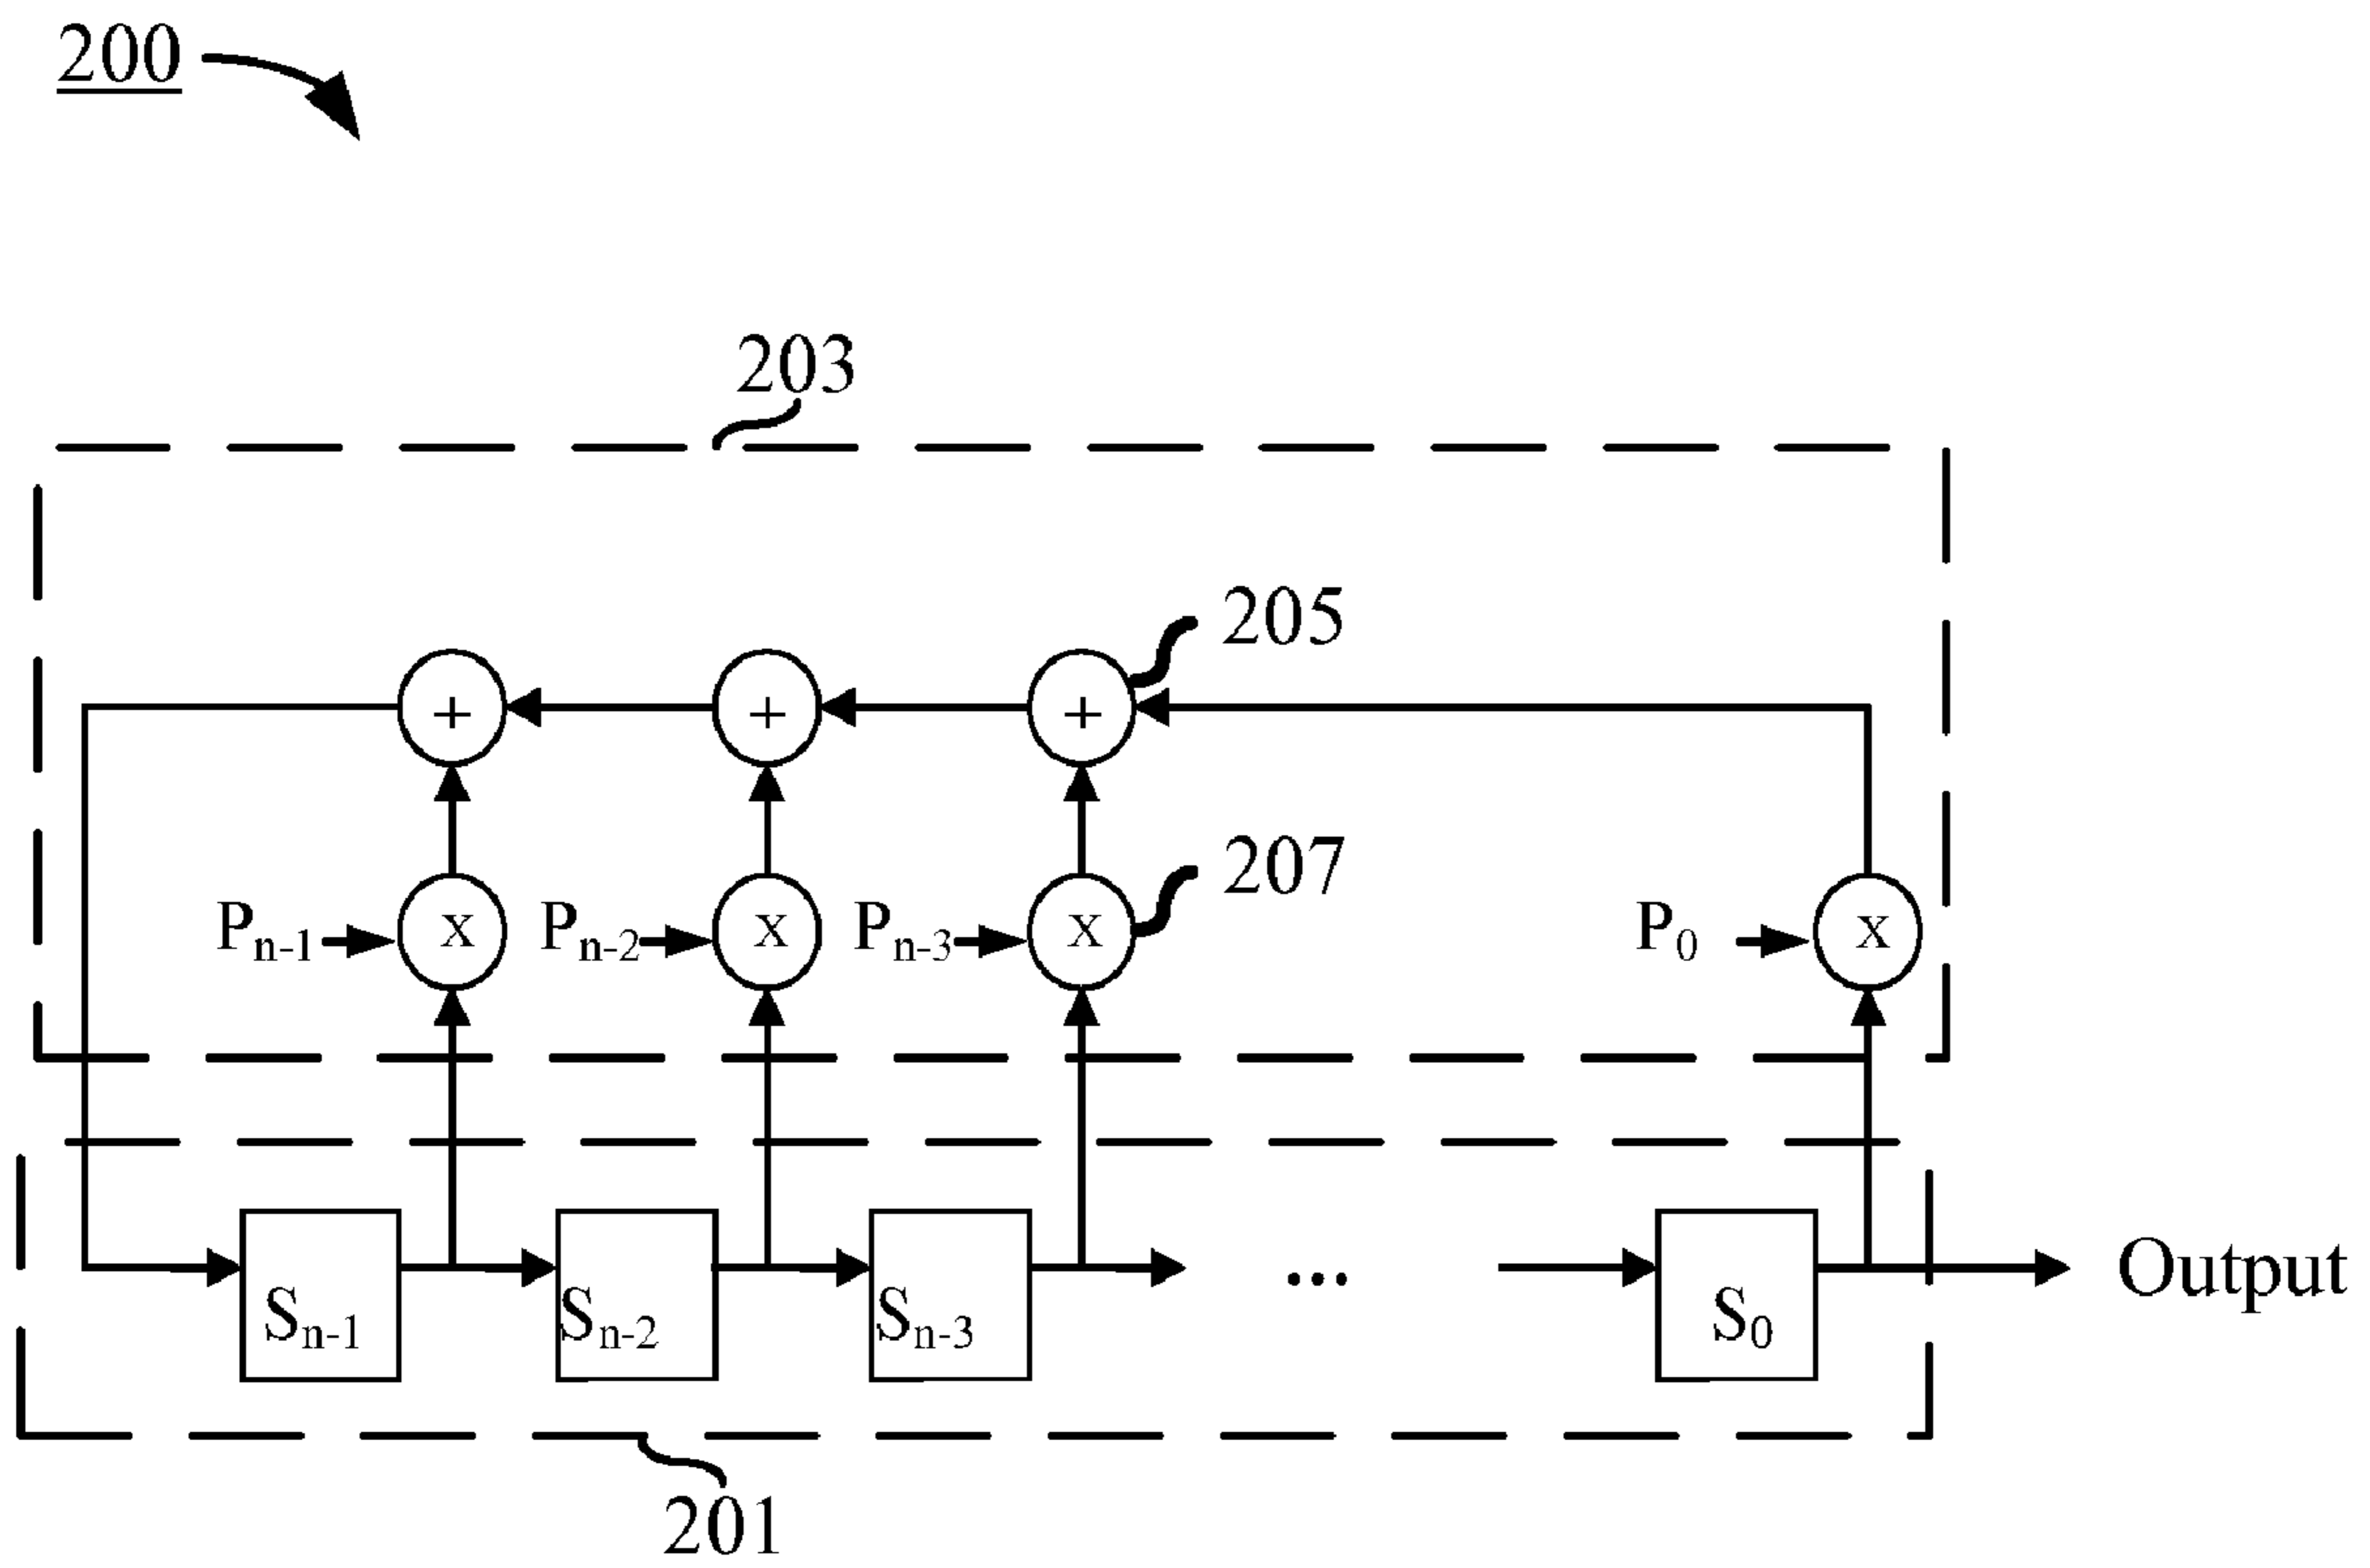 200
203
205
+ + +
207
Pn-1 x Pn-2 x Pn-3 x P0 x
Sn-1 Sn-2 Sn-3 ... S0 Output
201